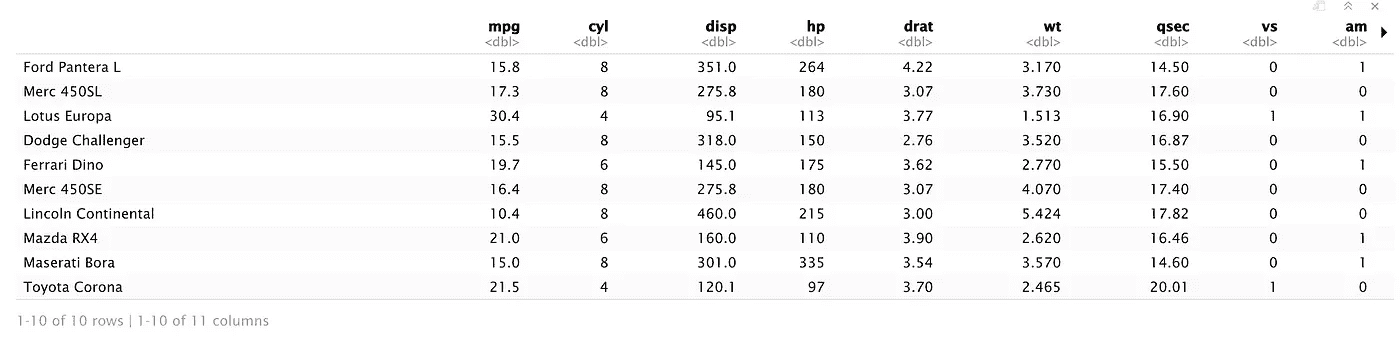 mpg cyl disp hp drat wt qsec vs am
<dbl> <dbl> <dbl> <dbl> <dbl> <dbl> <dbl> <dbl> <dbl>
Ford Pantera L 15.8 8 351.0 264 4.22 3.170 14.50 0 1
Merc 450SL 17.3 8 275.8 180 3.07 3.730 17.60 0 0
Lotus Europa 30.4 4 95.1 113 3.77 1.513 16.90 1 1
Dodge Challenger 15.5 8 318.0 150 2.76 3.520 16.87 0 0
Ferrari Dino 19.7 6 145.0 175 3.62 2.770 15.50 0 1
Merc 450SE 16.4 8 275.8 180 3.07 4.070 17.40 0 0
Lincoln Continental 10.4 8 460.0 215 3.00 5.424 17.82 0 0
Mazda RX4 21.0 6 160.0 110 3.90 2.620 16.46 0 1
Maserati Bora 15.0 8 301.0 335 3.54 3.570 14.60 0 1
Toyota Corona 21.5 4 120.1 97 3.70 2.465 20.01 1 0
1-10 of 10 rows | 1-10 of 11 columns